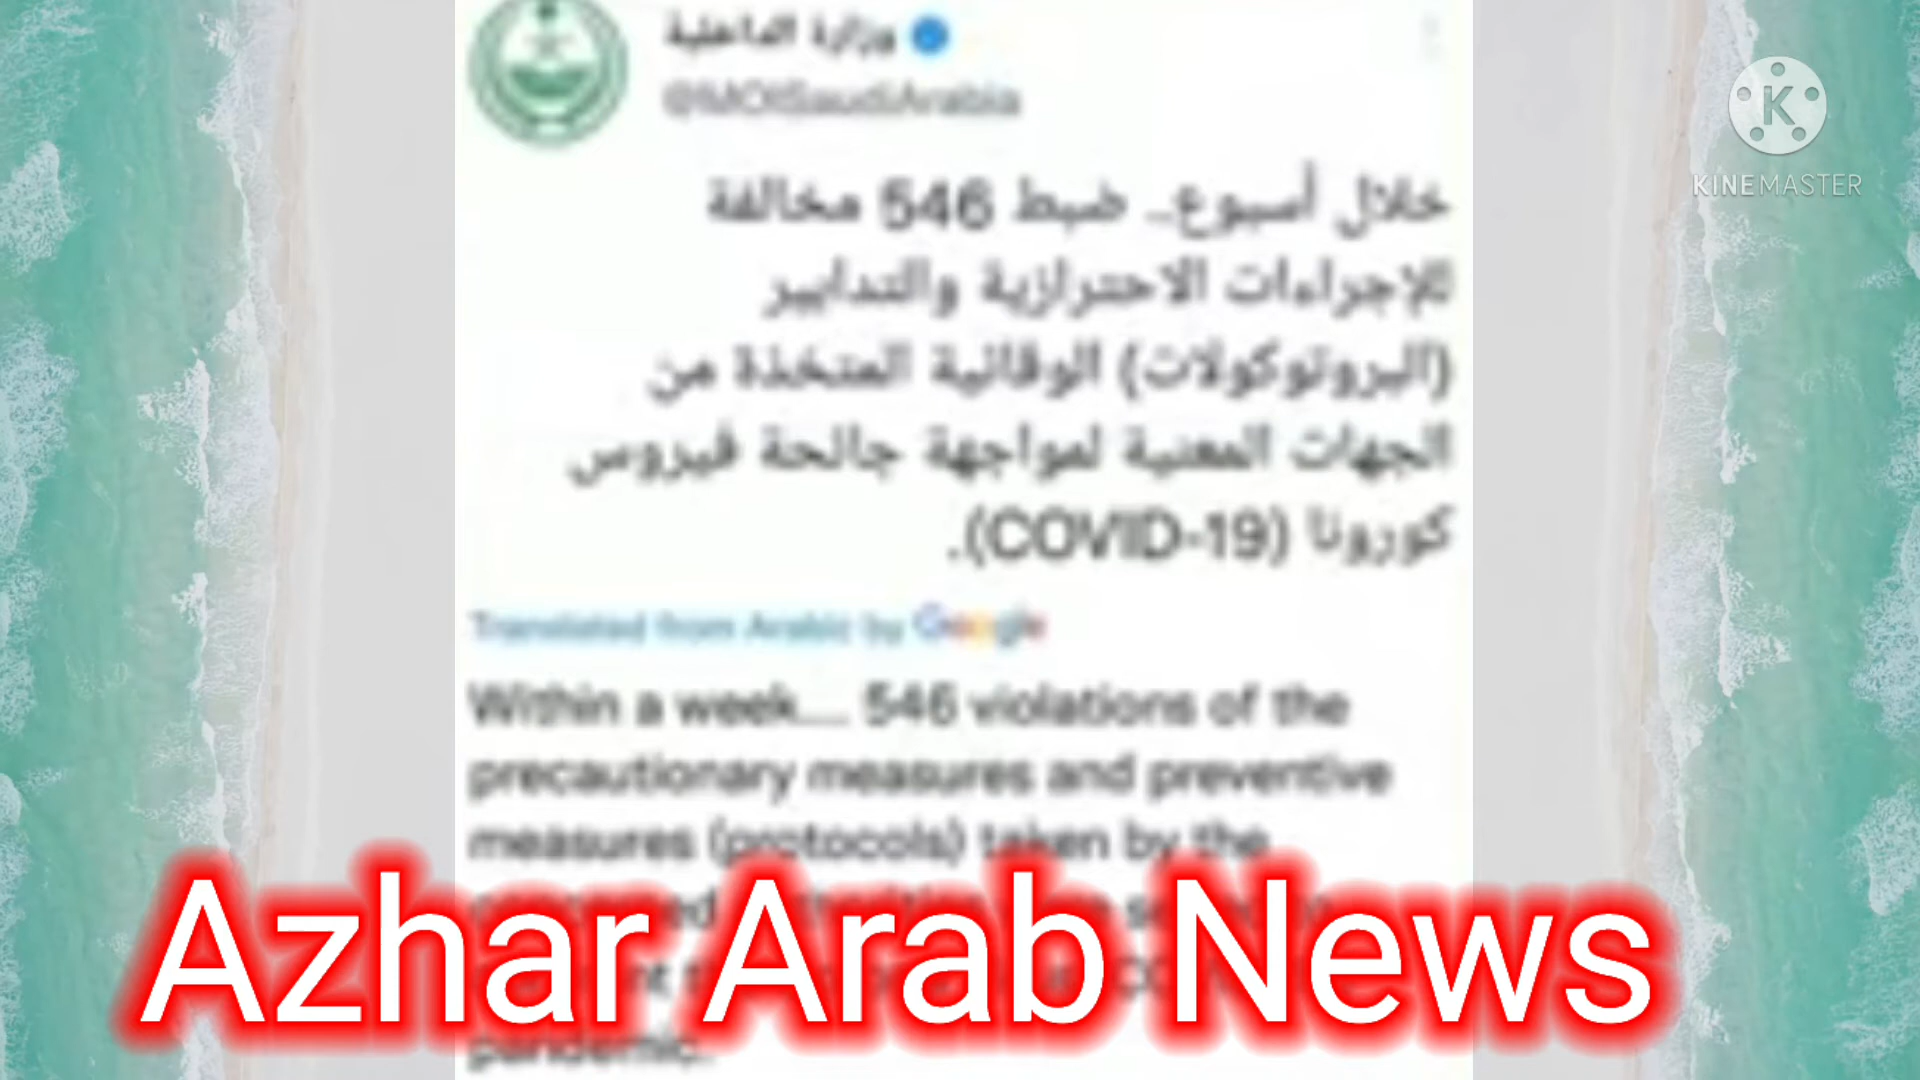 وزارة الداخلية
@MOISaudiArabia
خلال أسبوع.. ضبط 546 مخالفة
للإجراءات الاحترازية والتدابير
(البروتوكولات) الوقائية المتخذة من
الجهات المعنية لمواجهة جائحة فيروس
كورونا (COVID-19).
Translated from Arabic by Google
Within a week.... 546 violations of the
precautionary measures and preventive
measures (protocols) taken by the
pandemic.
Azhar Arab News
K
KINEMASTER